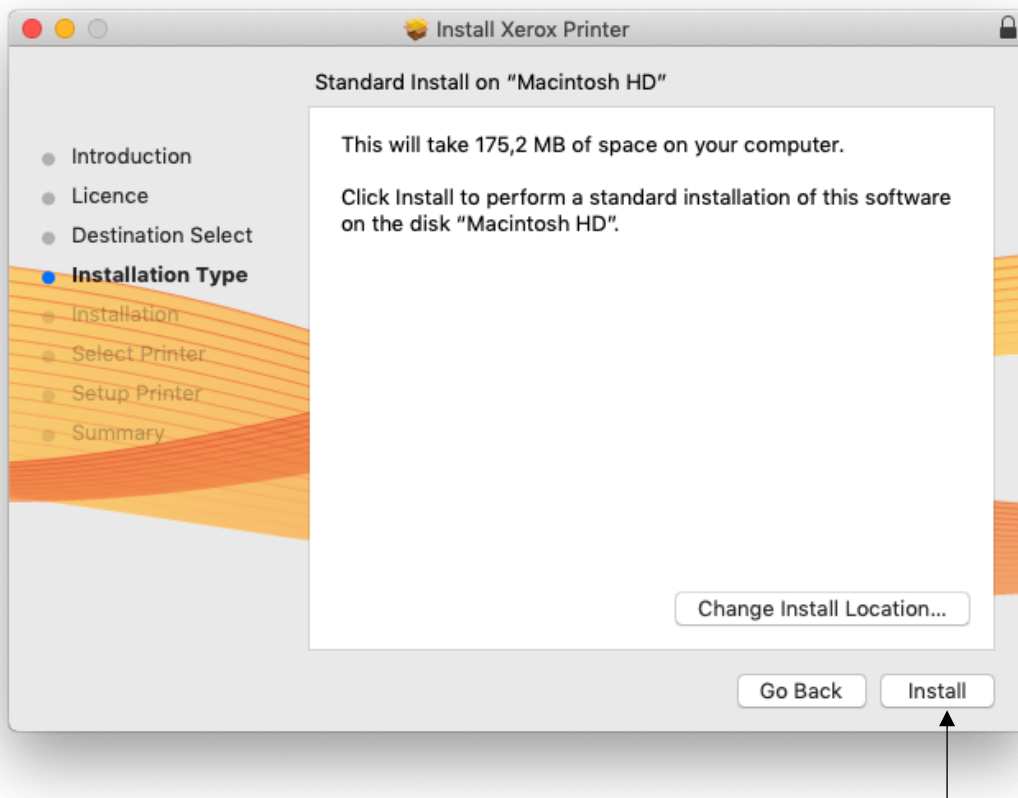 Install Xerox Printer
Standard Install on “Macintosh HD”
Introduction
Licence
Destination Select
Installation Type
Installation
Select Printer
Setup Printer
Summary
This will take 175,2 MB of space on your computer.
Click Install to perform a standard installation of this software
on the disk “Macintosh HD”.
Change Install Location...
Go Back
Install